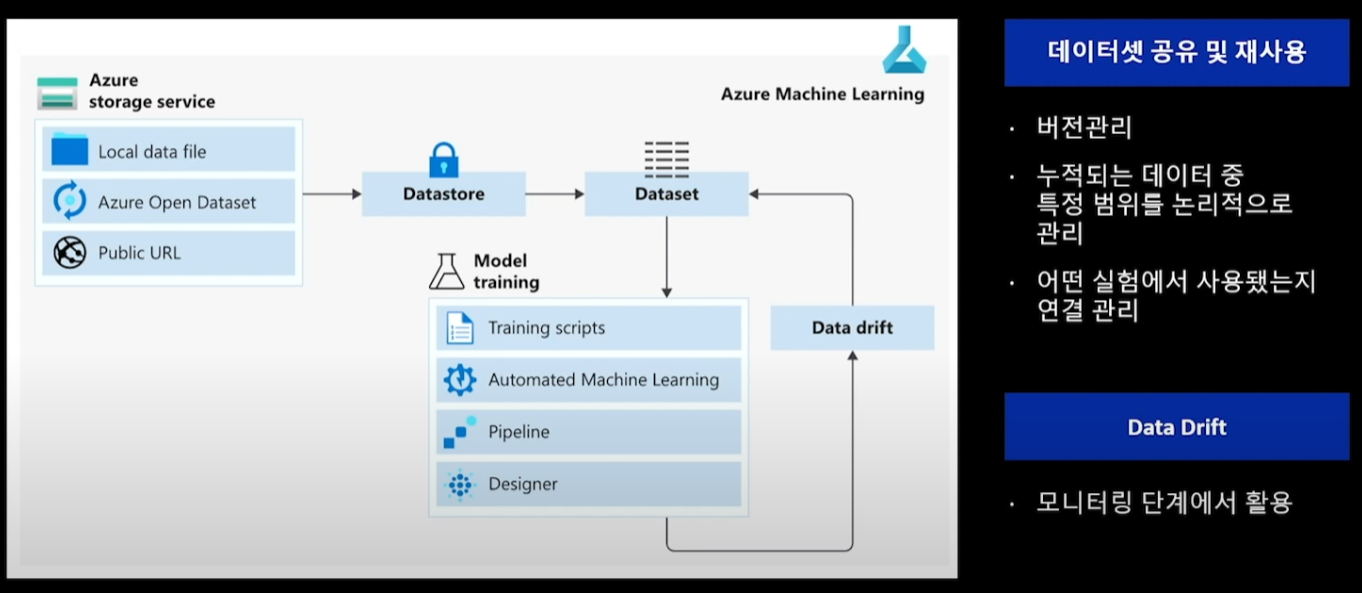 Azure
storage service
Local data file
Azure Open Dataset
Public URL
Azure Machine Learning
Datastore
Dataset
Model
training
Training scripts
Automated Machine Learning
Pipeline
Designer
Data drift
데이터셋 공유 및 재사용
· 버전관리
· 누적되는 데이터 중
특정 범위를 논리적으로
관리
· 어떤 실험에서 사용됐는지
연결 관리
Data Drift
· 모니터링 단계에서 활용